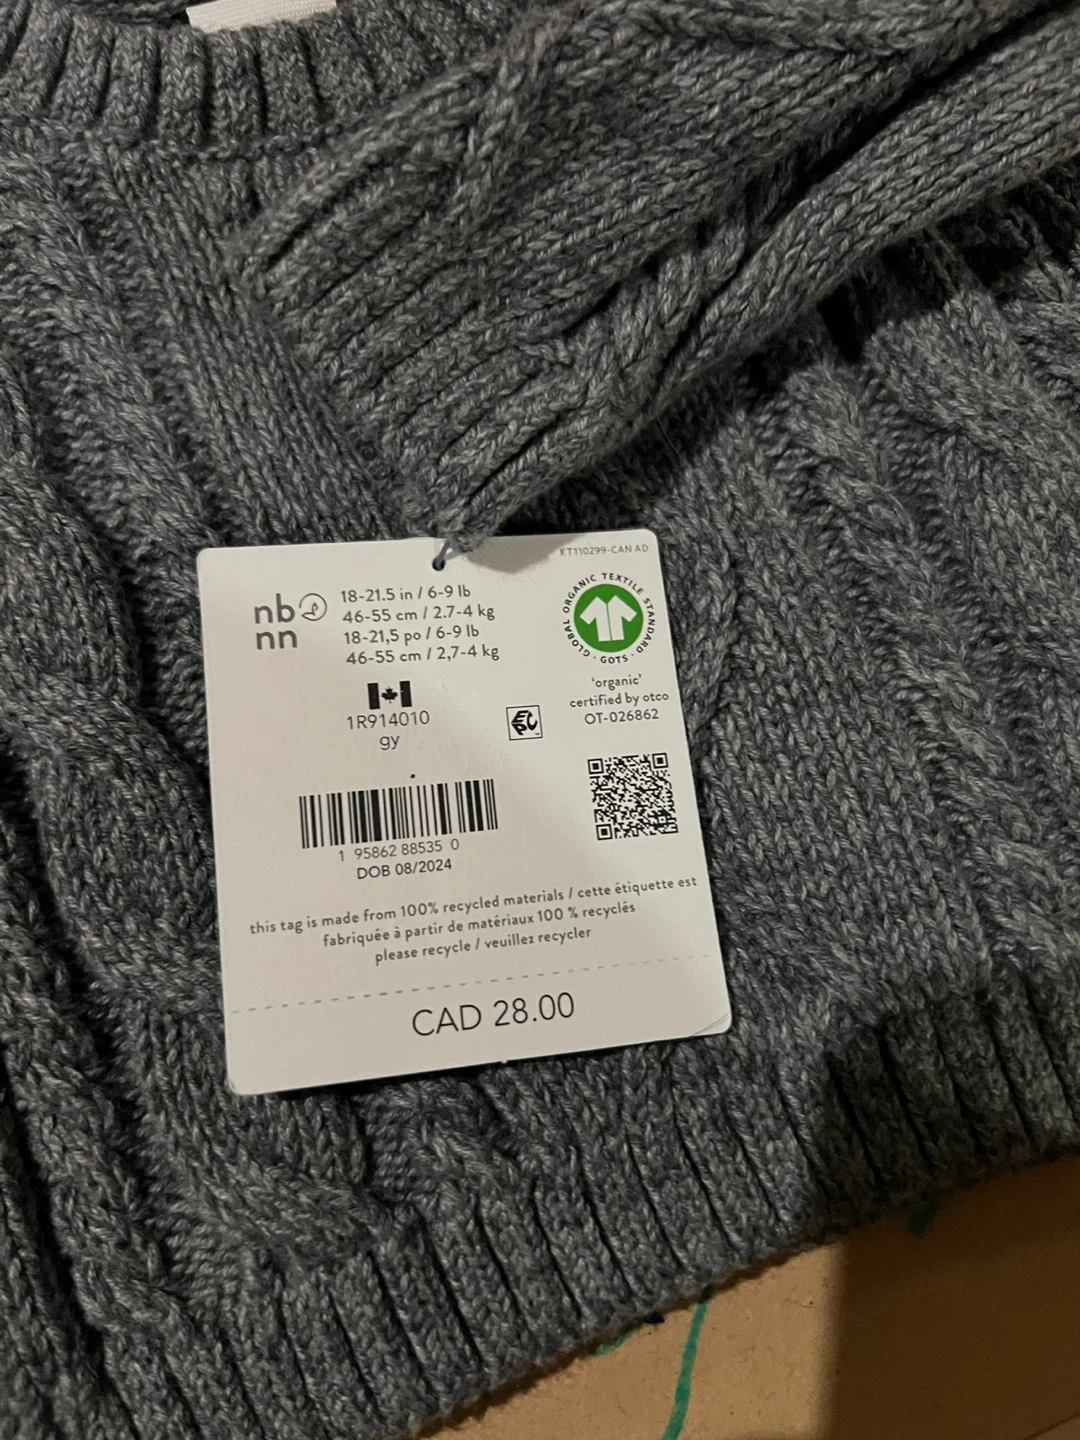 KT110299-CAN AD
nb
nn
18-21.5 in / 6-9 lb
46-55 cm / 2.7-4 kg
18-21,5 po / 6-9 lb
46-55 cm / 2,7-4 kg
1R914010
gy
GLOBAL ORGANIC TEXTILE STANDARD · GOTS ·
'organic'
certified by otco
OT-026862
EPC
1 95862 88535 0
DOB 08/2024
this tag is made from 100% recycled materials / cette étiquette est
fabriquée à partir de matériaux 100 % recyclés
please recycle / veuillez recycler
CAD 28.00